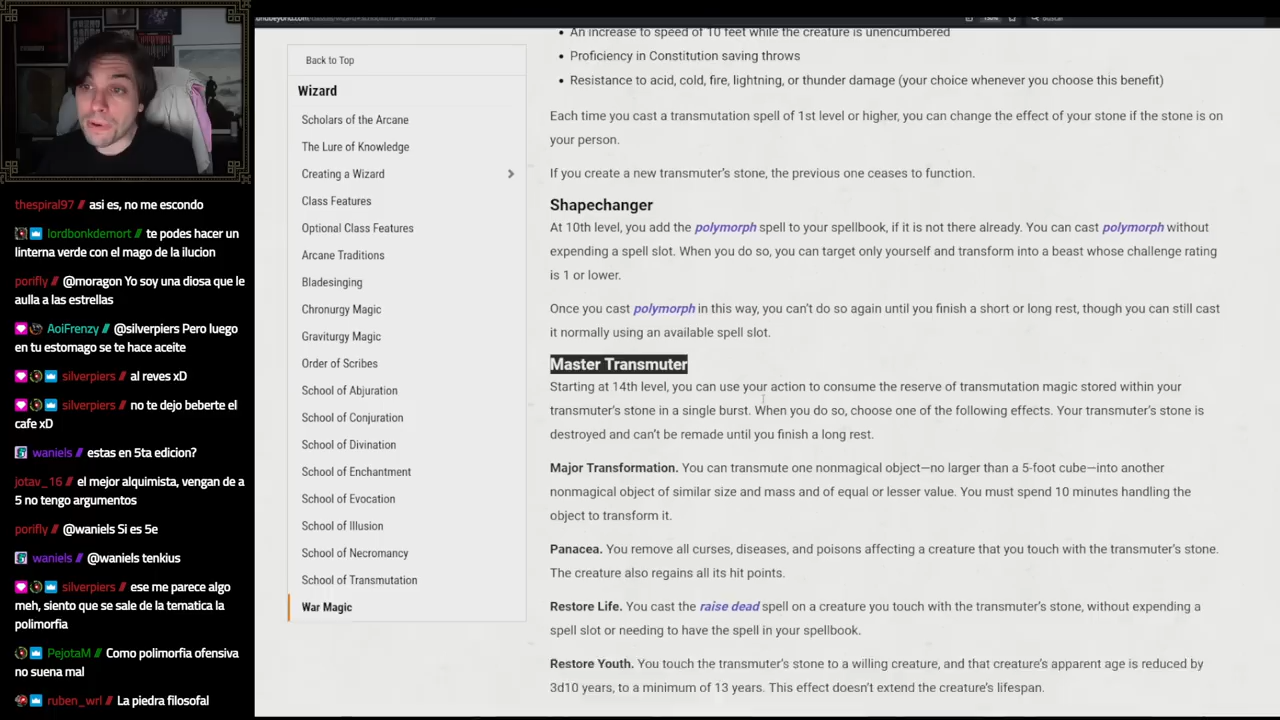 thespiral97 // asi es, no me escondo
lordbonkdemort // te podes hacer un
linterna verde con el mago de la ilucion
porifly // @moragon Yo soy una diosa que le
aulla a las estrellas
AoiFrenzy // @silverpiers Pero luego
en tu estomago se te hace aceite
silverpiers // al reves xD
silverpiers // no te dejo beberte el
cafe xD
waniels // estas en 5ta edicion?
jotav_16 // el mejor alquimista, vengan de a
5 no tengo argumentos
porifly // @waniels Si es 5e
waniels // @waniels tenkius
silverpiers // ese me parece algo
meh, siento que se sale de la tematica la
polimorfia
PejotaM // Como polimorfia ofensiva
no suena mal
ruben_wrl // La piedra filosofal
Back to Top
Wizard
Scholars of the Arcane
The Lure of Knowledge
Creating a Wizard
Class Features
Optional Class Features
Arcane Traditions
Bladesinging
Chronurgy Magic
Graviturgy Magic
Order of Scribes
School of Abjuration
School of Conjuration
School of Divination
School of Enchantment
School of Evocation
School of Illusion
School of Necromancy
School of Transmutation
War Magic
• An increase to speed of 10 feet while the creature is unencumbered
• Proficiency in Constitution saving throws
• Resistance to acid, cold, fire, lightning, or thunder damage (your choice whenever you choose this benefit)
Each time you cast a transmutation spell of 1st level or higher, you can change the effect of your stone if the stone is on
your person.
If you create a new transmuter's stone, the previous one ceases to function.
Shapechanger
At 10th level, you add the polymorph spell to your spellbook, if it is not there already. You can cast polymorph without
expending a spell slot. When you do so, you can target only yourself and transform into a beast whose challenge rating
is 1 or lower.
Once you cast polymorph in this way, you can't do so again until you finish a short or long rest, though you can still cast
it normally using an available spell slot.
Master Transmuter
Starting at 14th level, you can use your action to consume the reserve of transmutation magic stored within your
transmuter's stone in a single burst. When you do so, choose one of the following effects. Your transmuter's stone is
destroyed and can't be remade until you finish a long rest.
Major Transformation. You can transmute one nonmagical object—no larger than a 5-foot cube—into another
nonmagical object of similar size and mass and of equal or lesser value. You must spend 10 minutes handling the
object to transform it.
Panacea. You remove all curses, diseases, and poisons affecting a creature that you touch with the transmuter's stone.
The creature also regains all its hit points.
Restore Life. You cast the raise dead spell on a creature you touch with the transmuter's stone, without expending a
spell slot or needing to have the spell in your spellbook.
Restore Youth. You touch the transmuter's stone to a willing creature, and that creature's apparent age is reduced by
3d10 years, to a minimum of 13 years. This effect doesn't extend the creature's lifespan.